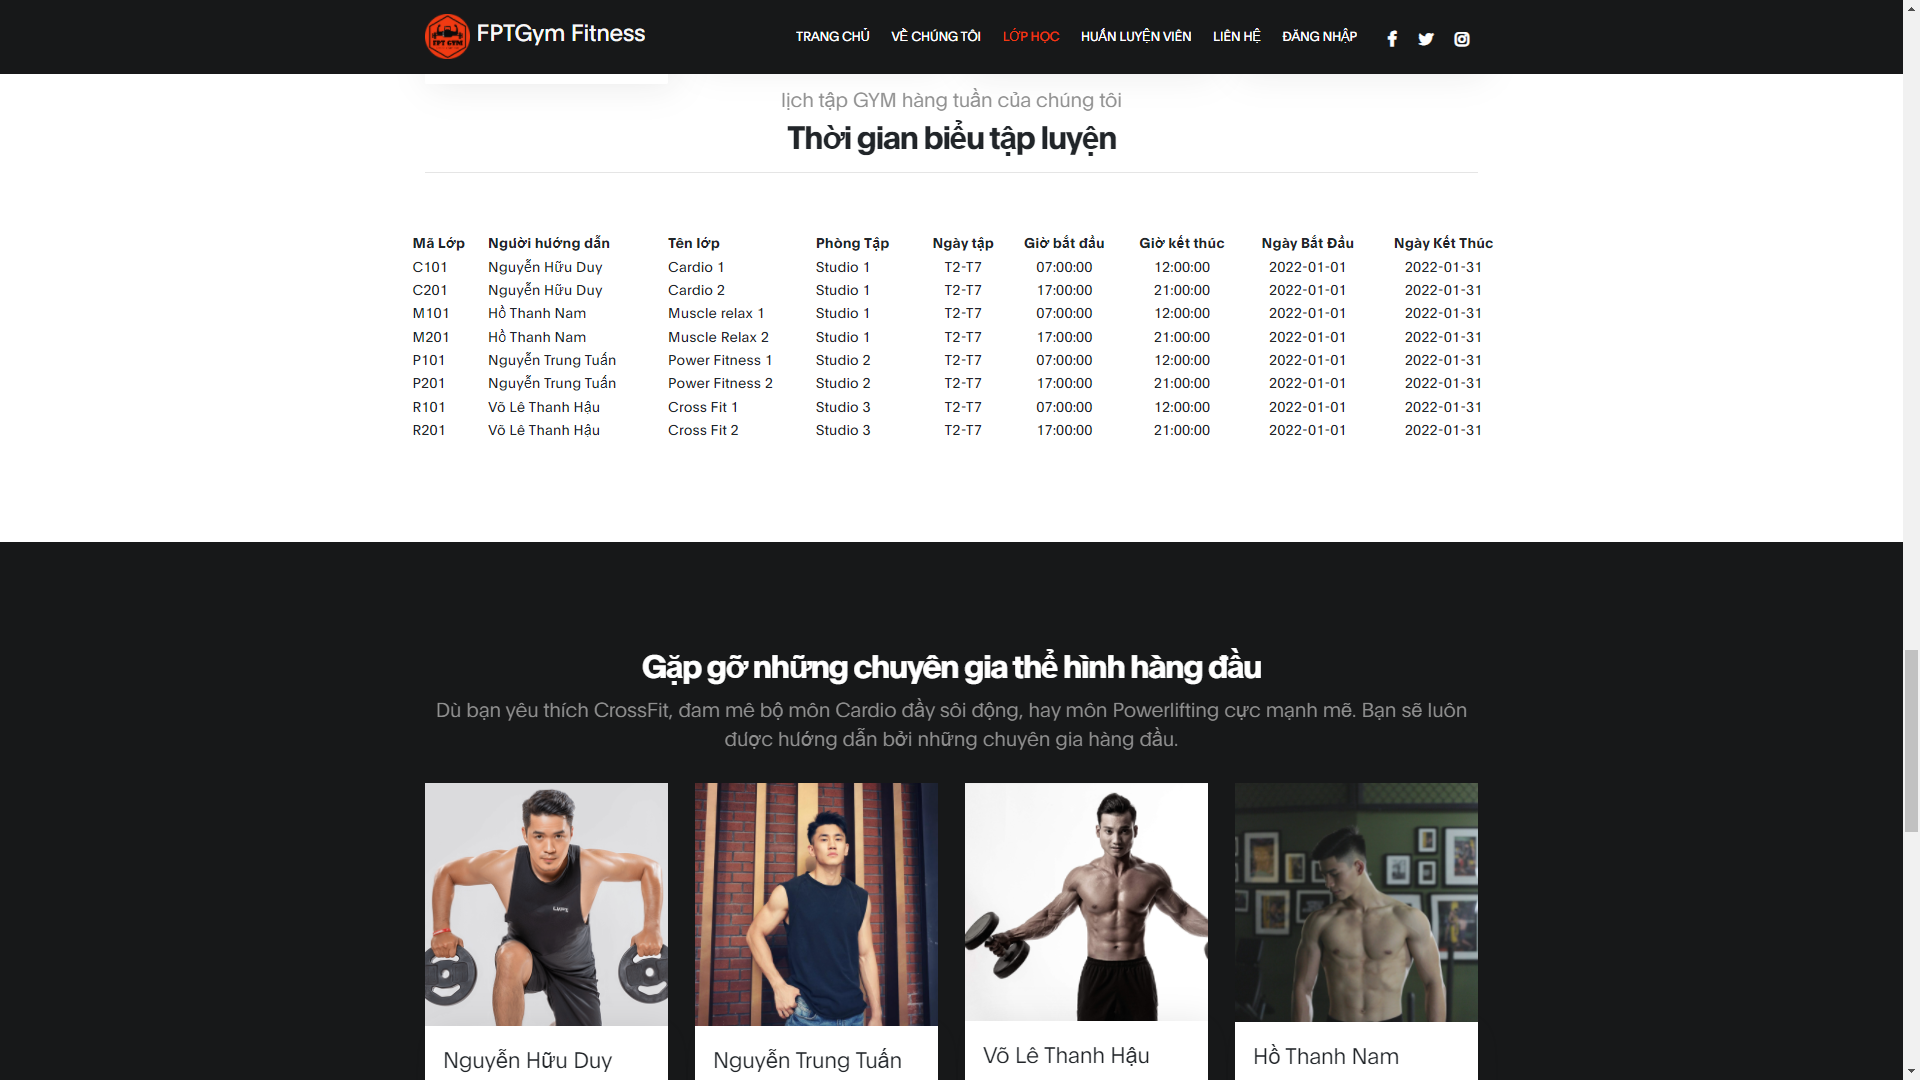 FPTGym Fitness
TRANG CHỦ VỀ CHÚNG TÔI LỚP HỌC HUẤN LUYỆN VIÊN LIÊN HỆ ĐĂNG NHẬP
lịch tập GYM hàng tuần của chúng tôi
Thời gian biểu tập luyện
Mã Lớp Người hướng dẫn Tên lớp Phòng Tập Ngày tập Giờ bắt đầu Giờ kết thúc Ngày Bắt Đầu Ngày Kết Thúc
C101 Nguyễn Hữu Duy Cardio 1 Studio 1 T2-T7 07:00:00 12:00:00 2022-01-01 2022-01-31
C201 Nguyễn Hữu Duy Cardio 2 Studio 1 T2-T7 17:00:00 21:00:00 2022-01-01 2022-01-31
M101 Hồ Thanh Nam Muscle relax 1 Studio 1 T2-T7 07:00:00 12:00:00 2022-01-01 2022-01-31
M201 Hồ Thanh Nam Muscle Relax 2 Studio 1 T2-T7 17:00:00 21:00:00 2022-01-01 2022-01-31
P101 Nguyễn Trung Tuấn Power Fitness 1 Studio 2 T2-T7 07:00:00 12:00:00 2022-01-01 2022-01-31
P201 Nguyễn Trung Tuấn Power Fitness 2 Studio 2 T2-T7 17:00:00 21:00:00 2022-01-01 2022-01-31
R101 Võ Lê Thanh Hậu Cross Fit 1 Studio 3 T2-T7 07:00:00 12:00:00 2022-01-01 2022-01-31
R201 Võ Lê Thanh Hậu Cross Fit 2 Studio 3 T2-T7 17:00:00 21:00:00 2022-01-01 2022-01-31
Gặp gỡ những chuyên gia thể hình hàng đầu
Dù bạn yêu thích CrossFit, đam mê bộ môn Cardio đầy sôi động, hay môn Powerlifting cực mạnh mẽ. Bạn sẽ luôn
được hướng dẫn bởi những chuyên gia hàng đầu.
Nguyễn Hữu Duy
Nguyễn Trung Tuấn
Võ Lê Thanh Hậu
Hồ Thanh Nam